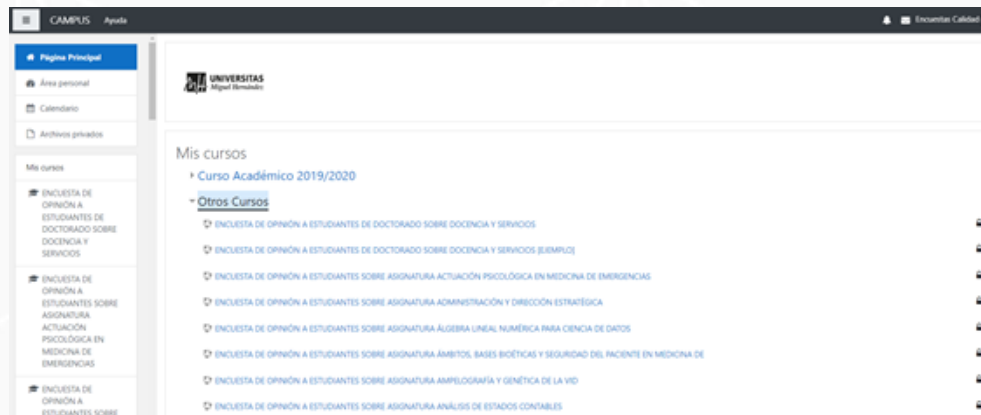 CAMPUS Ayuda
Encuestas Calidad
Página Principal
Área personal
Calendario
Archivos privados
Mis cursos
ENCUESTA DE
OPINIÓN A
ESTUDIANTES DE
DOCTORADO SOBRE
DOCENCIA Y
SERVICIOS
ENCUESTA DE
OPINIÓN A
ESTUDIANTES SOBRE
ASIGNATURA
ACTUACIÓN
PSICOLÓGICA EN
MEDICINA DE
EMERGENCIAS
ENCUESTA DE
OPINIÓN A
ESTUDIANTES SOBRE
UNIVERSITAS
Miguel Hernández
Mis cursos
Curso Académico 2019/2020
Otros Cursos
ENCUESTA DE OPINIÓN A ESTUDIANTES DE DOCTORADO SOBRE DOCENCIA Y SERVICIOS
ENCUESTA DE OPINIÓN A ESTUDIANTES DE DOCTORADO SOBRE DOCENCIA Y SERVICIOS [EJEMPLO]
ENCUESTA DE OPINIÓN A ESTUDIANTES SOBRE ASIGNATURA ACTUACIÓN PSICOLÓGICA EN MEDICINA DE EMERGENCIAS
ENCUESTA DE OPINIÓN A ESTUDIANTES SOBRE ASIGNATURA ADMINISTRACIÓN Y DIRECCIÓN ESTRATÉGICA
ENCUESTA DE OPINIÓN A ESTUDIANTES SOBRE ASIGNATURA ÁLGEBRA LINEAL NUMÉRICA PARA CIENCIA DE DATOS
ENCUESTA DE OPINIÓN A ESTUDIANTES SOBRE ASIGNATURA ÁMBITOS, BASES BIOÉTICAS Y SEGURIDAD DEL PACIENTE EN MEDICINA DE
ENCUESTA DE OPINIÓN A ESTUDIANTES SOBRE ASIGNATURA AMPELOGRAFÍA Y GENÉTICA DE LA VID
ENCUESTA DE OPINIÓN A ESTUDIANTES SOBRE ASIGNATURA ANÁLISIS DE ESTADOS CONTABLES